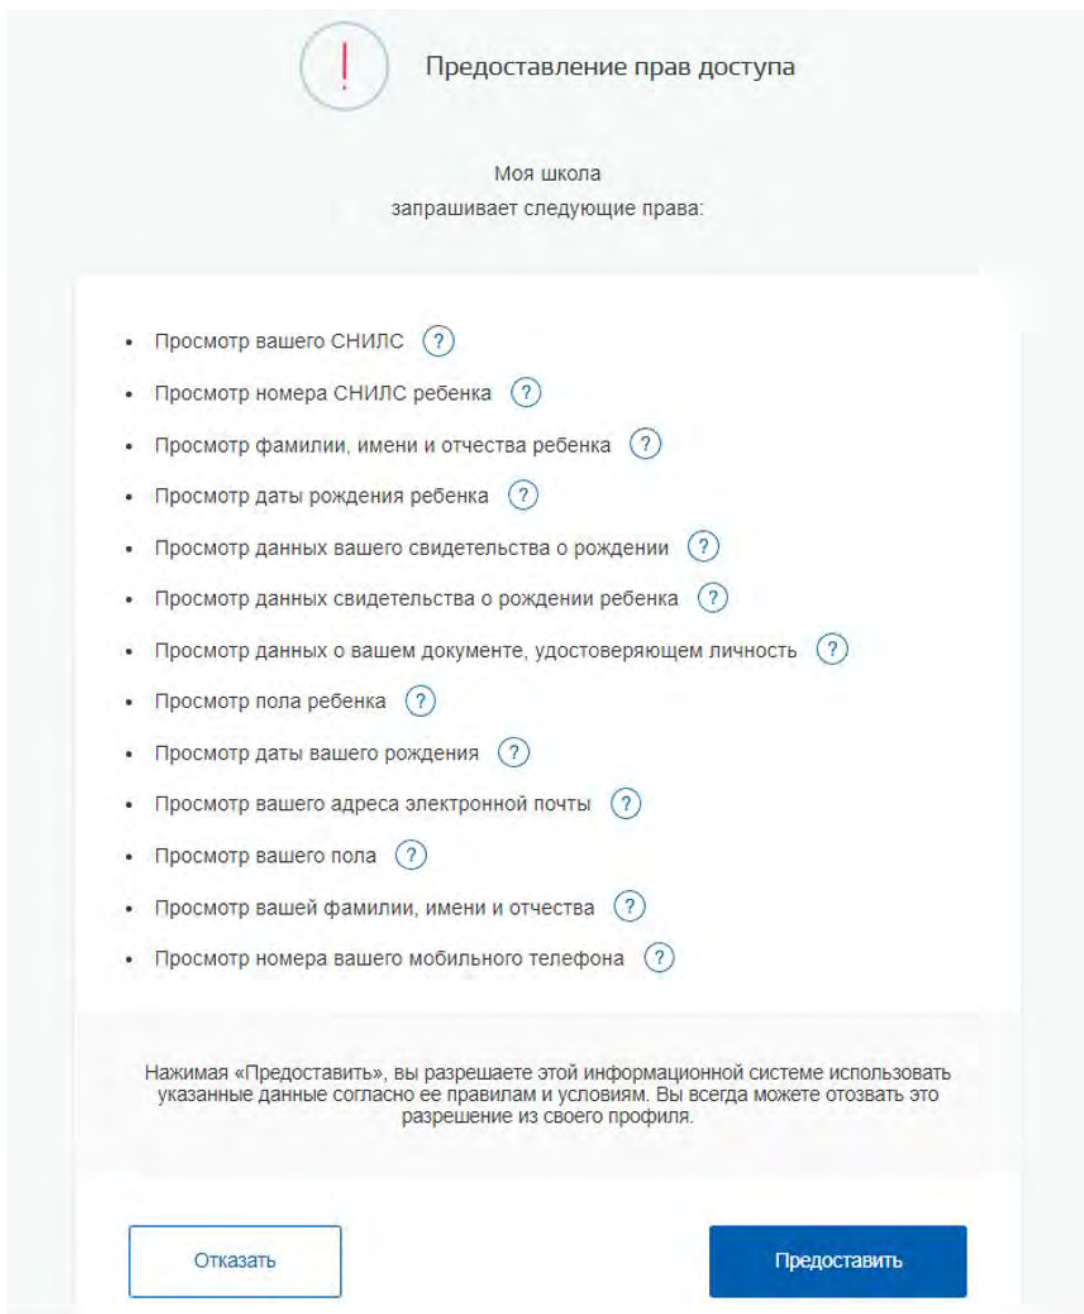 !
Предоставление прав доступа
Моя школа
запрашивает следующие права:
• Просмотр вашего СНИЛС ?
• Просмотр номера СНИЛС ребенка ?
• Просмотр фамилии, имени и отчества ребенка ?
• Просмотр даты рождения ребенка ?
• Просмотр данных вашего свидетельства о рождении ?
• Просмотр данных свидетельства о рождении ребенка ?
• Просмотр данных о вашем документе, удостоверяющем личность ?
• Просмотр пола ребенка ?
• Просмотр даты вашего рождения ?
• Просмотр вашего адреса электронной почты ?
• Просмотр вашего пола ?
• Просмотр вашей фамилии, имени и отчества ?
• Просмотр номера вашего мобильного телефона ?
Нажимая «Предоставить», вы разрешаете этой информационной системе использовать
указанные данные согласно ее правилам и условиям. Вы всегда можете отозвать это
разрешение из своего профиля.
Отказать
Предоставить